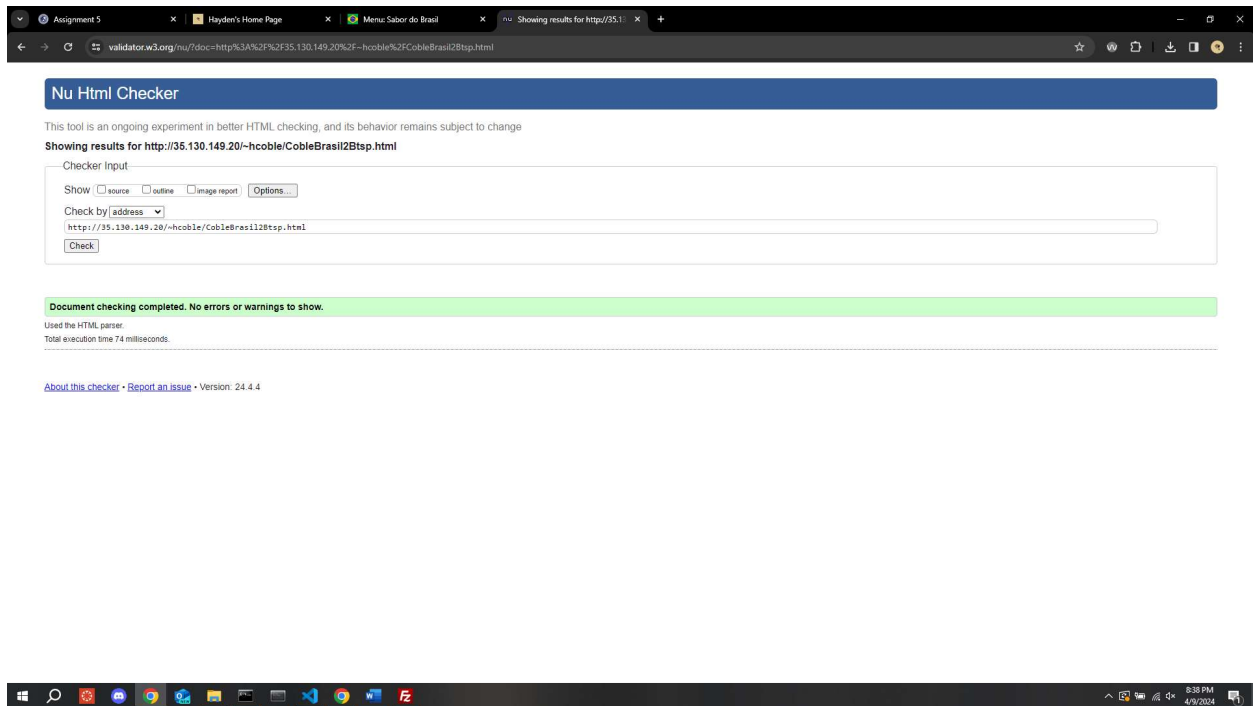 Assignment 5
Hayden's Home Page
Menu: Sabor do Brasil
nu Showing results for http://35.1
validator.w3.org/nu/?doc=http%3A%2F%2F35.130.149.20%2F~hcoble%2FCobleBrasil2Btsp.html
Nu Html Checker
This tool is an ongoing experiment in better HTML checking, and its behavior remains subject to change
Showing results for http://35.130.149.20/~hcoble/CobleBrasil2Btsp.html
Checker Input
Show source outline image report Options...
Check by address
http://35.130.149.20/~hcoble/CobleBrasil2Btsp.html
Check
Document checking completed. No errors or warnings to show.
Used the HTML parser.
Total execution time 74 milliseconds.
About this checker • Report an issue • Version: 24.4.4
8:38 PM
4/9/2024